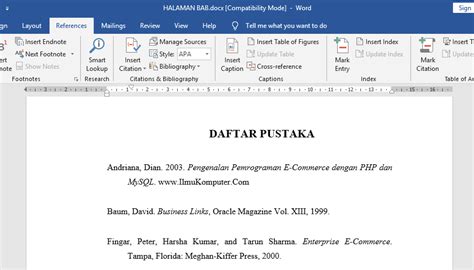 HALAMAN BAB.docx [Compatibility Mode] - Word
Sign
Layout References Mailings Review View Help Tell me what you want to do
Insert Endnote
Next Footnote
Show Notes
Footnotes
Smart Lookup
Research
Insert Citation
Manage Sources
Style: APA
Bibliography
Citations & Bibliography
Insert Caption
Insert Table of Figures
Update Table
Cross-reference
Captions
Mark Entry
Insert Index
Update Index
Index
Mark Citation
DAFTAR PUSTAKA
Andriana, Dian. 2003. Pengenalan Pemrograman E-Commerce dengan PHP dan
MySQL. www.IlmuKomputer.Com
Baum, David. Business Links, Oracle Magazine Vol. XIII, 1999.
Fingar, Peter, Harsha Kumar, and Tarun Sharma. Enterprise E-Commerce.
Tampa, Florida: Meghan-Kiffer Press, 2000.